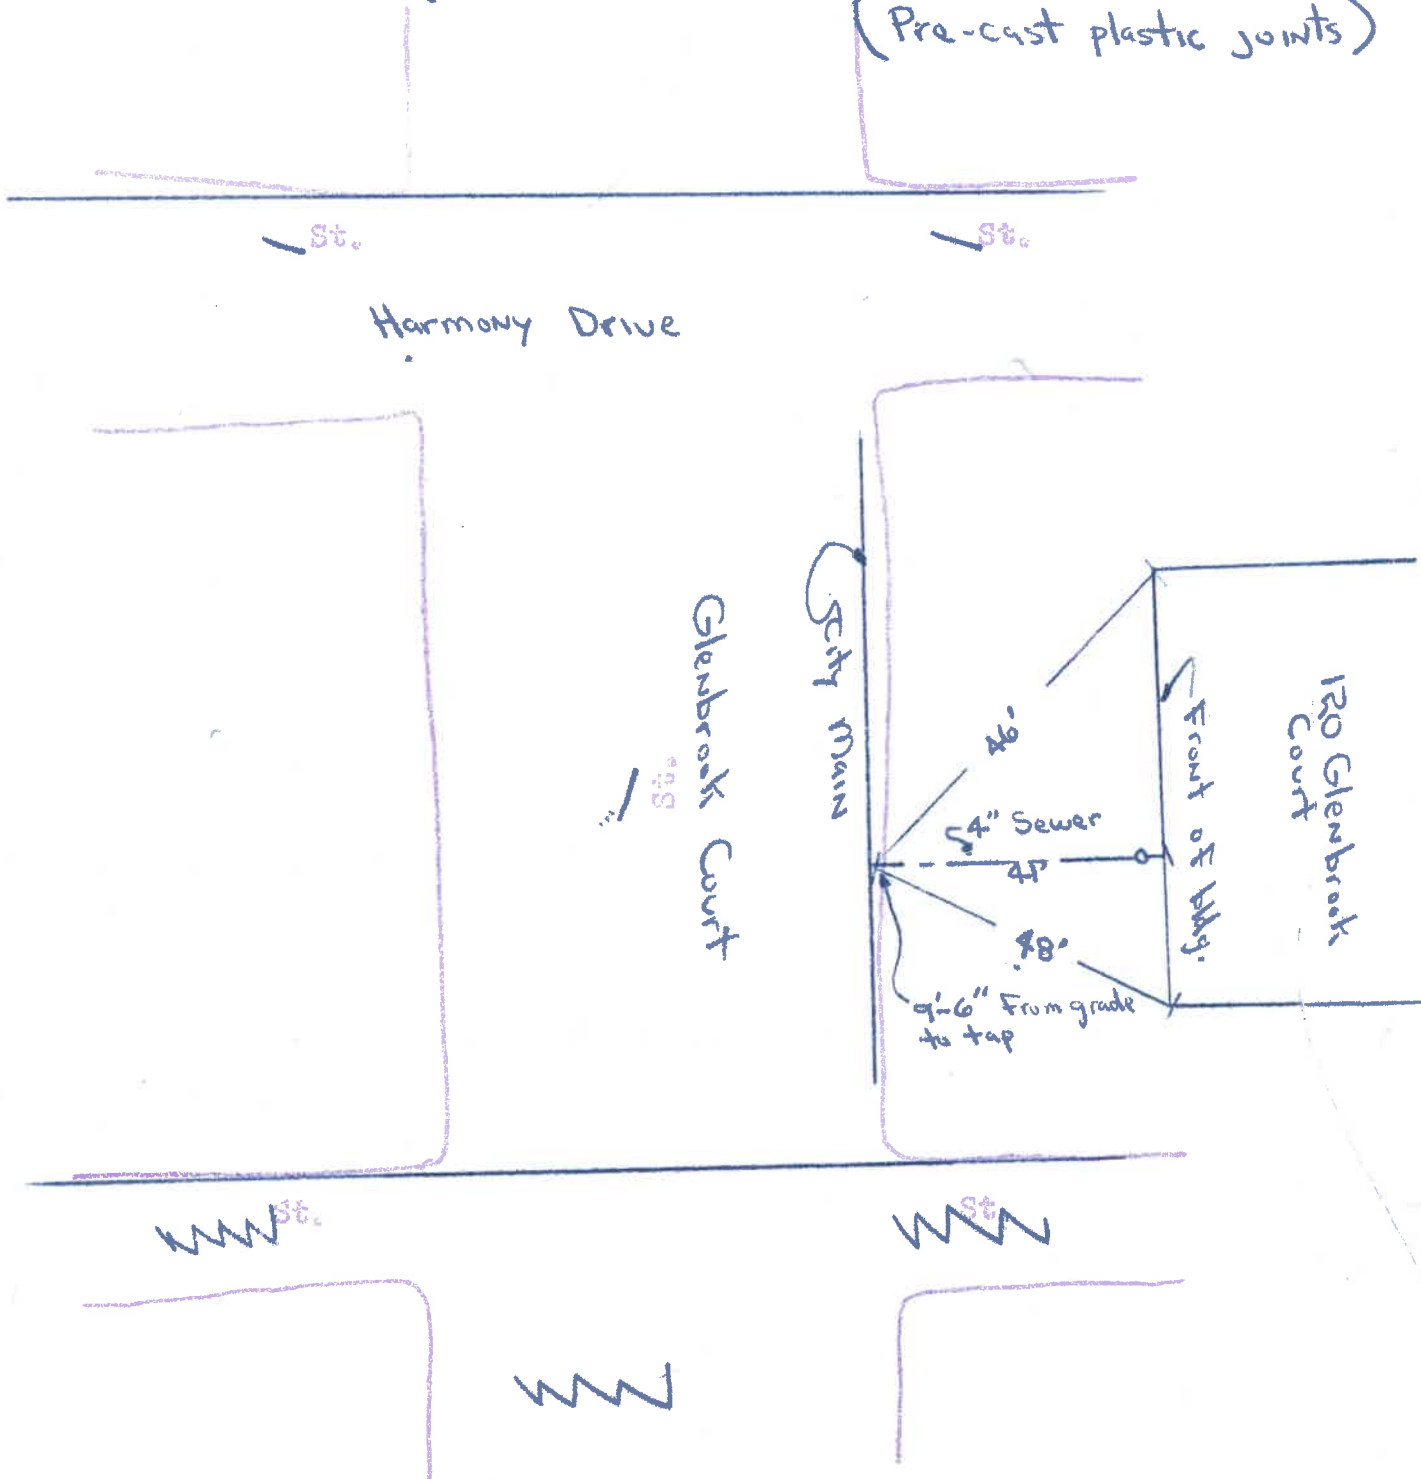 (Pre-cast plastic joints)
St.
St.
Harmony Drive
City Main
Glenbrook Court
St.
46'
4" Sewer
41'
48'
9'-6" From grade
to tap
Front of bldg.
120 Glenbrook
Court
St.
St.